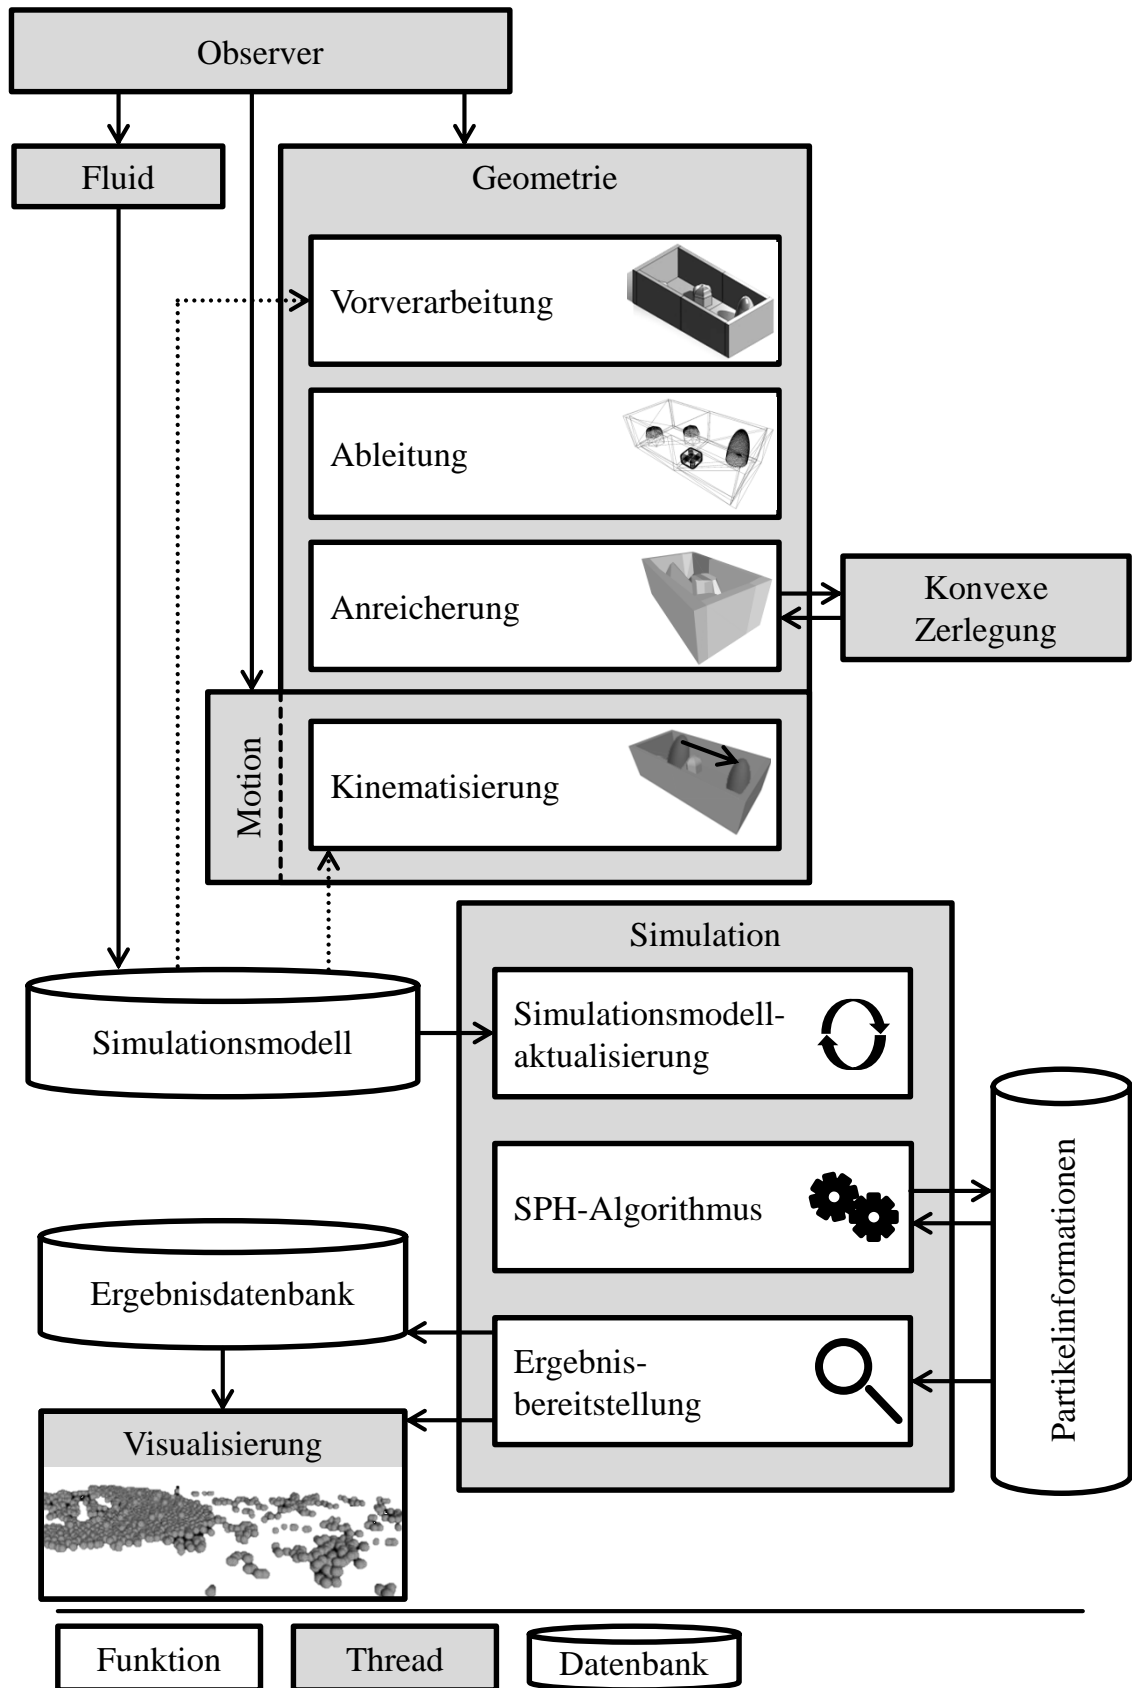 Observer
Fluid
Geometrie
Vorverarbeitung
Ableitung
Anreicherung
Konvexe
Zerlegung
Motion
Kinematisierung
Simulation
Simulationsmodell
Simulationsmodell-
aktualisierung
SPH-Algorithmus
Partikelinformationen
Ergebnisdatenbank
Ergebnis-
bereitstellung
Visualisierung
Funktion
Thread
Datenbank